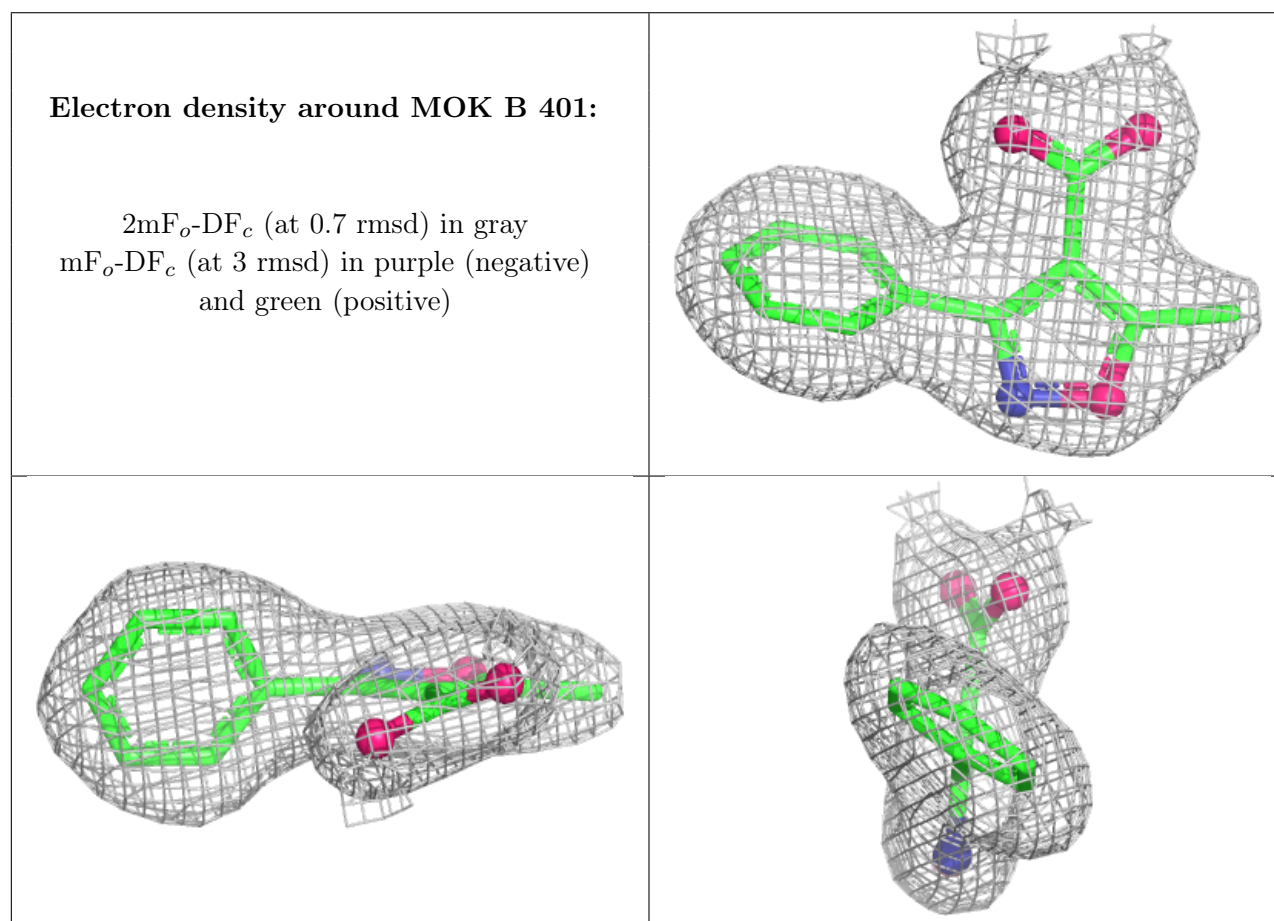 Electron density around MOK B 401:
2mFo-DFc (at 0.7 rmsd) in gray
mFo-DFc (at 3 rmsd) in purple (negative)
and green (positive)